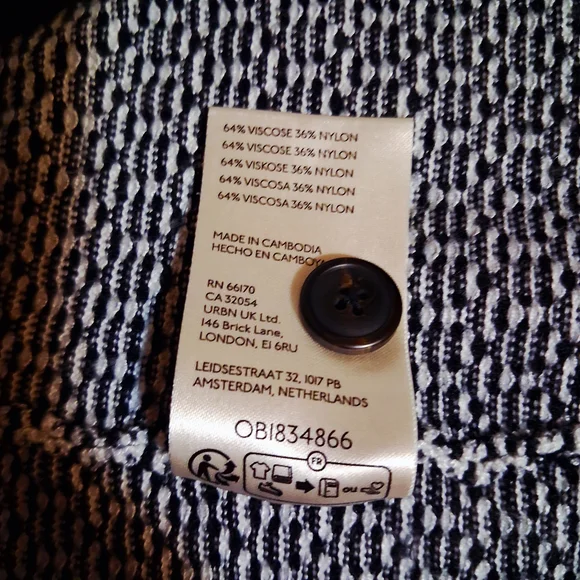 64% VISCOSE 36% NYLON
64% VISCOSE 36% NYLON
64% VISKOSE 36% NYLON
64% VISCOSA 36% NYLON
64% VISCOSA 36% NYLON
MADE IN CAMBODIA
HECHO EN CAMBOY
RN 66170
CA 32054
URBN UK Ltd.
146 Brick Lane,
LONDON, E1 6RU
LEIDSESTRAAT 32, 1017 PB
AMSTERDAM, NETHERLANDS
OB1834866
FR
OU